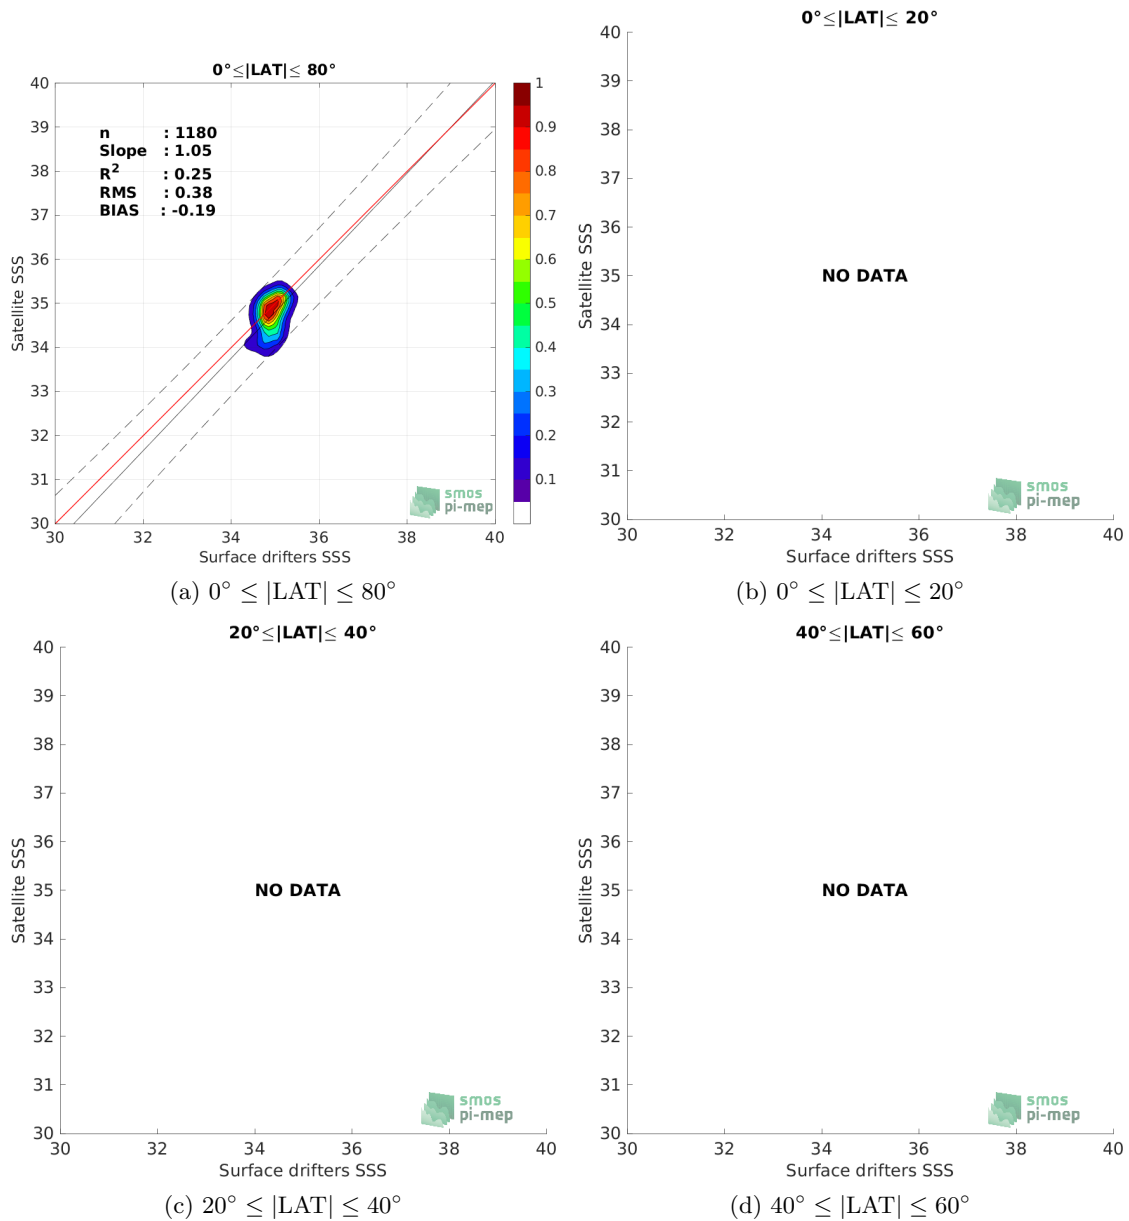 0°≤|LAT|≤ 80°
n : 1180
Slope : 1.05
R² : 0.25
RMS : 0.38
BIAS : -0.19
40
39
38
37
36
35
34
33
32
31
30
30 32 34 36 38 40
Satellite SSS
Surface drifters SSS
1
0.9
0.8
0.7
0.6
0.5
0.4
0.3
0.2
0.1
smos
pi-mep
(a) 0° ≤ |LAT| ≤ 80°
0°≤|LAT|≤ 20°
40
39
38
37
36
35
34
33
32
31
30
30 32 34 36 38 40
Satellite SSS
NO DATA
Surface drifters SSS
smos
pi-mep
(b) 0° ≤ |LAT| ≤ 20°
20°≤|LAT|≤ 40°
40
39
38
37
36
35
34
33
32
31
30
30 32 34 36 38 40
Satellite SSS
NO DATA
Surface drifters SSS
smos
pi-mep
(c) 20° ≤ |LAT| ≤ 40°
40°≤|LAT|≤ 60°
40
39
38
37
36
35
34
33
32
31
30
30 32 34 36 38 40
Satellite SSS
NO DATA
Surface drifters SSS
smos
pi-mep
(d) 40° ≤ |LAT| ≤ 60°